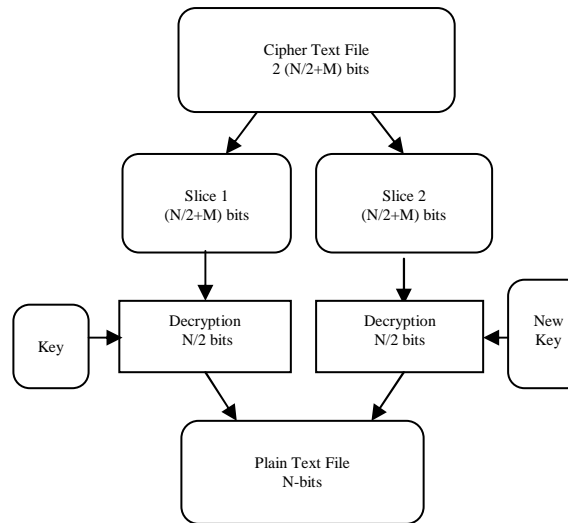 Cipher Text File
2 (N/2+M) bits
Slice 1
(N/2+M) bits
Slice 2
(N/2+M) bits
Key
Decryption
N/2 bits
Decryption
N/2 bits
New
Key
Plain Text File
N-bits